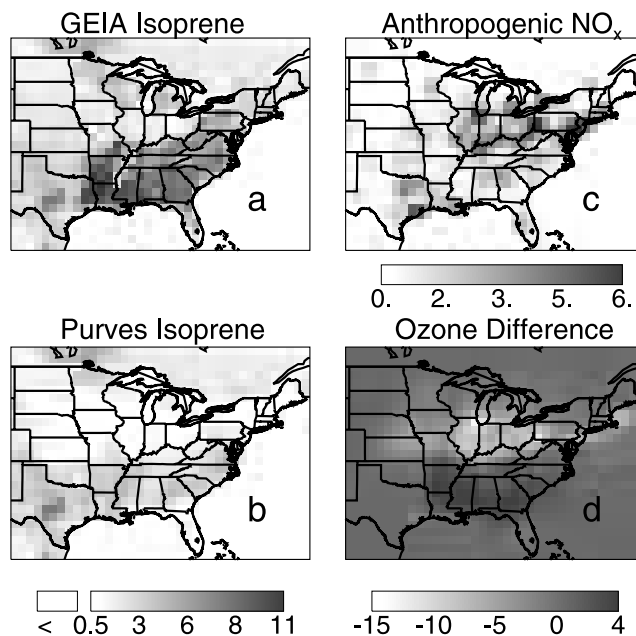 GEIA Isoprene
a
Anthropogenic NOx
c
0. 2. 3. 5. 6.
Purves Isoprene
b
< 0.5 3 6 8 11
Ozone Difference
d
-15 -10 -5 0 4